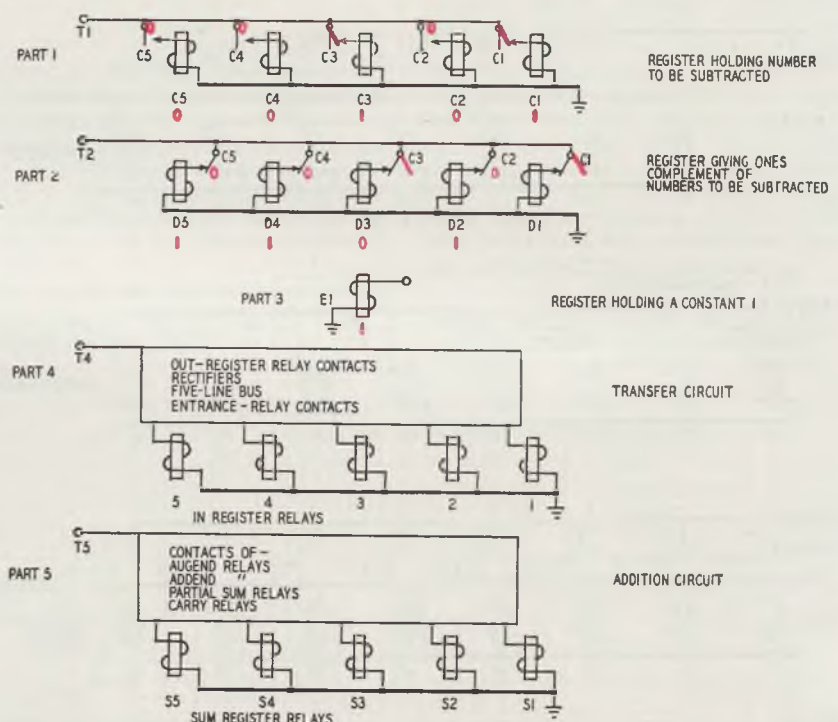 T1
PART 1
C5 C4 C3 C2 C1
0 0 0
REGISTER HOLDING NUMBER
TO BE SUBTRACTED
C5 C4 C3 C2 C1
0 0 1 0 1
T2
PART 2
C5 C4 C3 C2 C1
0 0 0
REGISTER GIVING ONES
COMPLEMENT OF
NUMBERS TO BE SUBTRACTED
D5 D4 D3 D2 D1
1 1 0 1
PART 3
E1
1
REGISTER HOLDING A CONSTANT 1
T4
PART 4
OUT-REGISTER RELAY CONTACTS
RECTIFIERS
FIVE-LINE BUS
ENTRANCE-RELAY CONTACTS
TRANSFER CIRCUIT
5 4 3 2 1
IN REGISTER RELAYS
T5
PART 5
CONTACTS OF-
AUGEND RELAYS
ADDEND "
PARTIAL SUM RELAYS
CARRY RELAYS
ADDITION CIRCUIT
S5 S4 S3 S2 S1
SUM REGISTER RELAYS